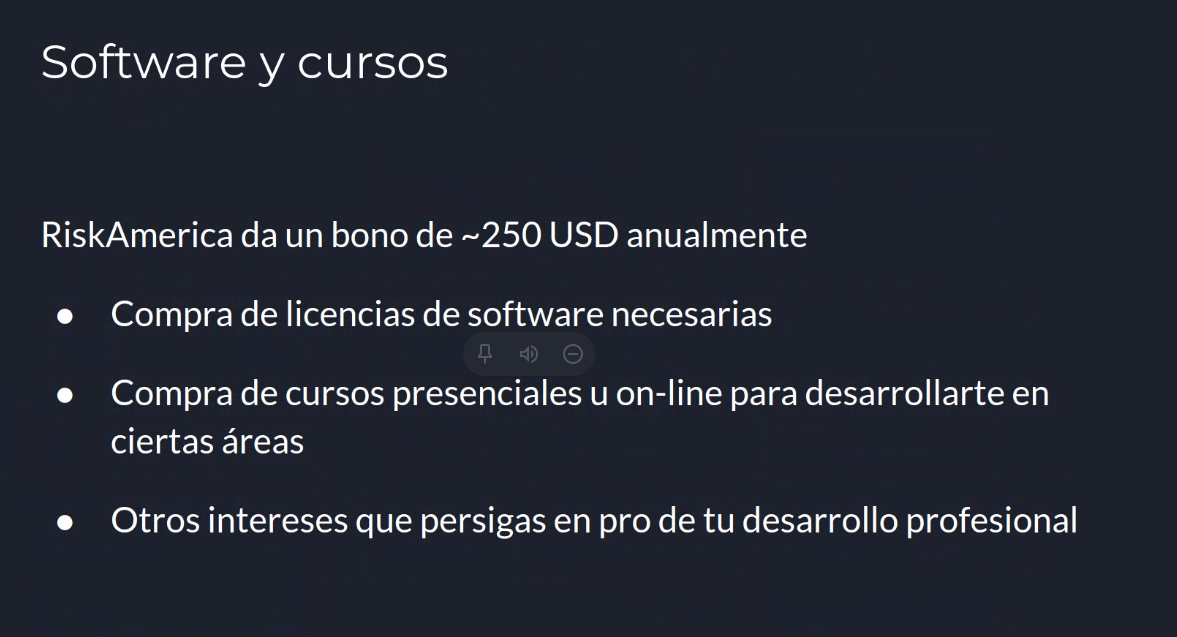 Software y cursos
RiskAmerica da un bono de ~250 USD anualmente
● Compra de licencias de software necesarias
● Compra de cursos presenciales u on-line para desarrollarte en
ciertas áreas
● Otros intereses que persigas en pro de tu desarrollo profesional